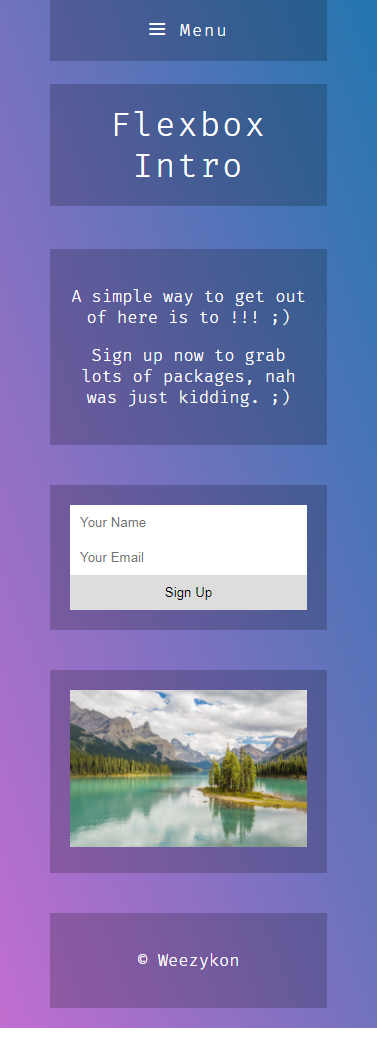 ☰ Menu
Flexbox
Intro
A simple way to get out
of here is to !!! ;)
Sign up now to grab
lots of packages, nah
was just kidding. ;)
Your Name
Your Email
Sign Up
© Weezykon